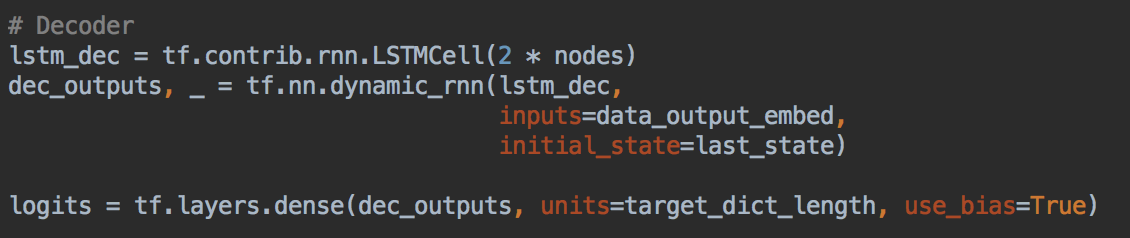 # Decoder
lstm_dec = tf.contrib.rnn.LSTMCell(2 * nodes)
dec_outputs, _ = tf.nn.dynamic_rnn(lstm_dec,
                                   inputs=data_output_embed,
                                   initial_state=last_state)

logits = tf.layers.dense(dec_outputs, units=target_dict_length, use_bias=True)